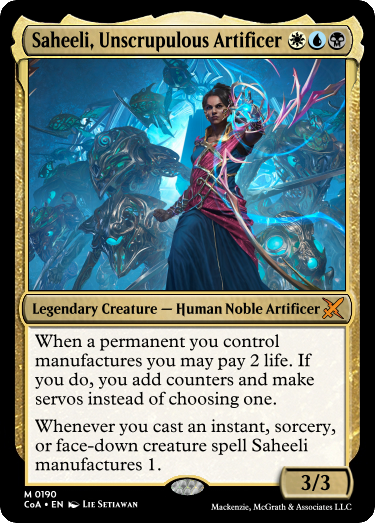 Saheeli, Unscrupulous Artificer
Legendary Creature — Human Noble Artificer
When a permanent you control
manufactures you may pay 2 life. If
you do, you add counters and make
servos instead of choosing one.
Whenever you cast an instant, sorcery,
or face-down creature spell Saheeli
manufactures 1.
3/3
M 0190
CoA • EN Lie Setiawan
Mackenzie, McGrath & Associates LLC